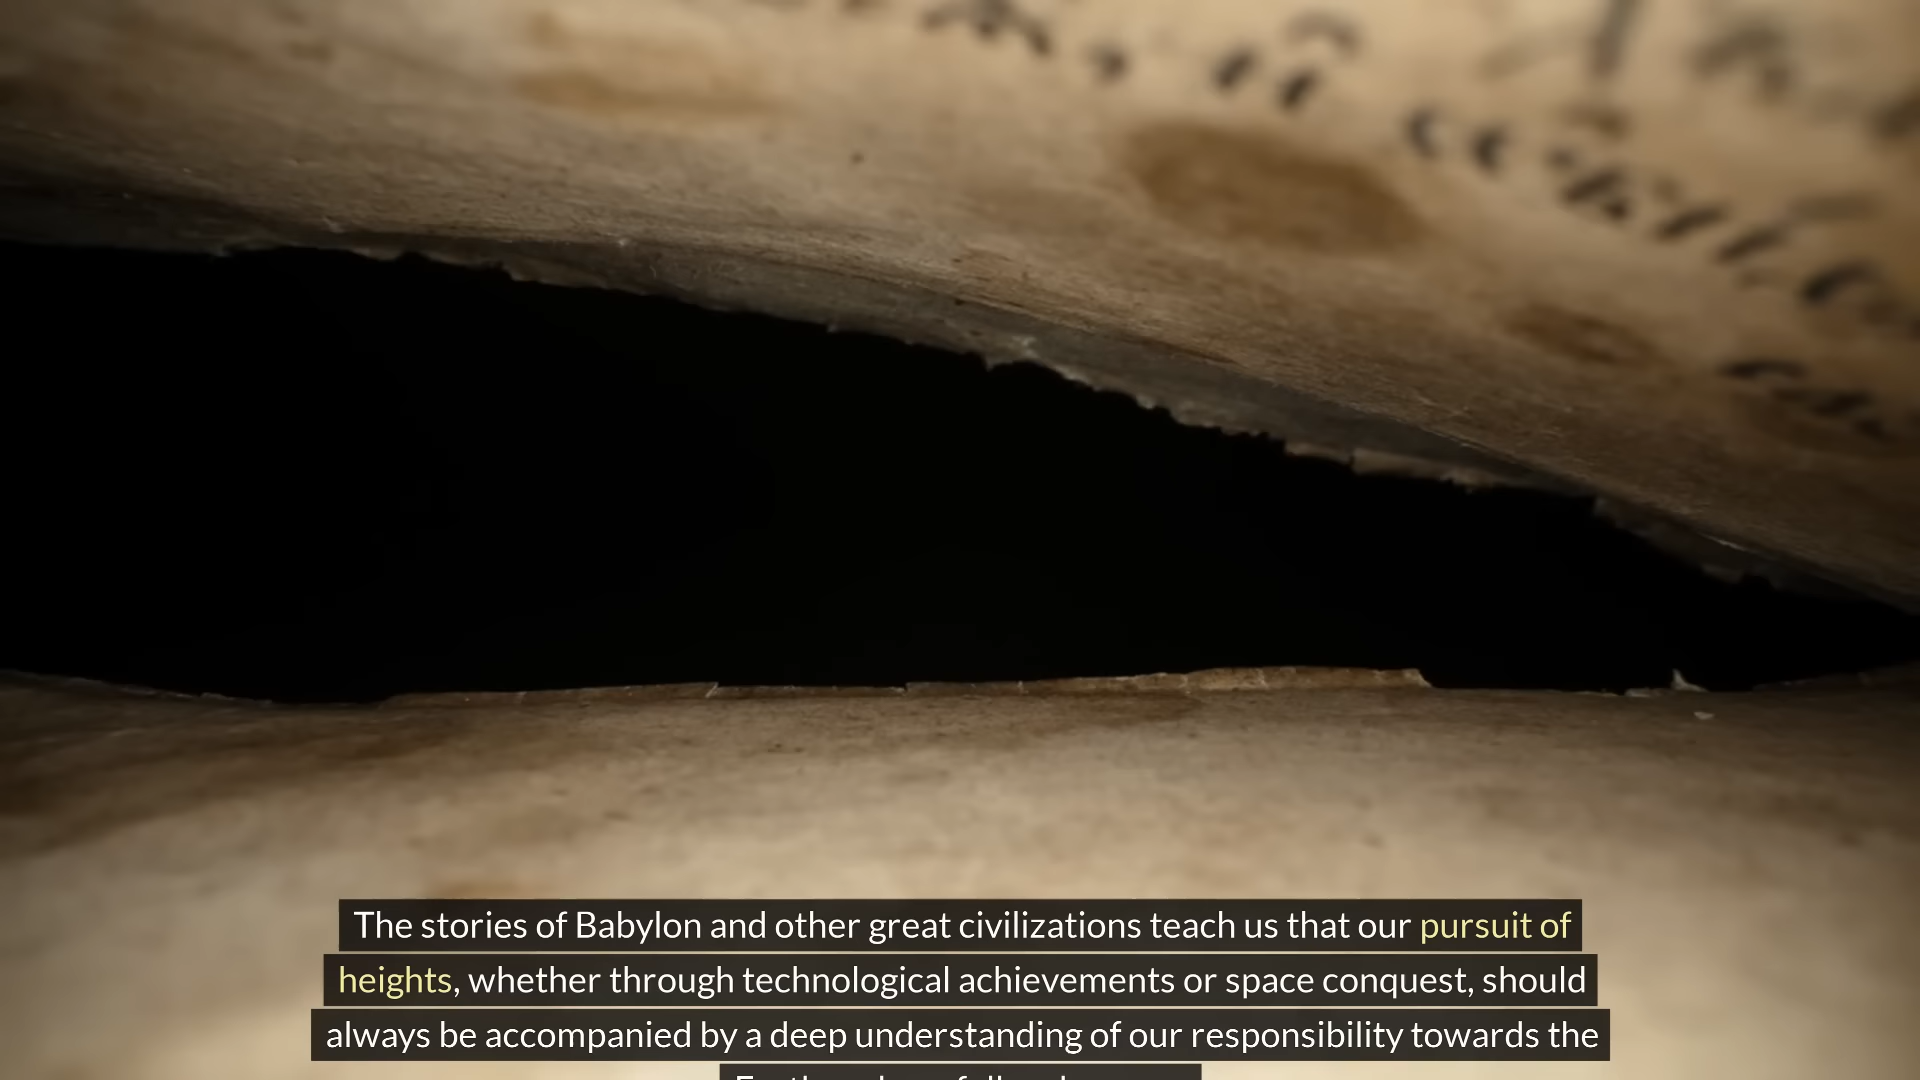 The stories of Babylon and other great civilizations teach us that our pursuit of
heights, whether through technological achievements or space conquest, should
always be accompanied by a deep understanding of our responsibility towards the